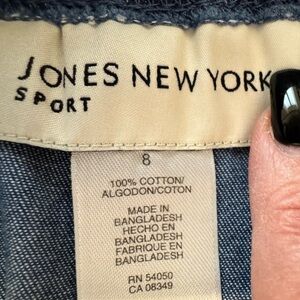 JONES NEW YORK
SPORT
8
100% COTTON/
ALGODON/COTON
MADE IN
BANGLADESH
HECHO EN
BANGLADESH
FABRIQUE EN
BANGLADESH
RN 54050
CA 08349